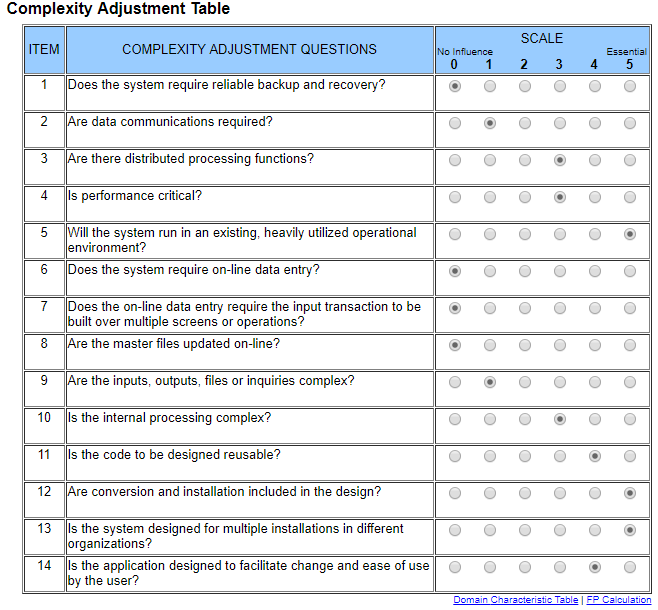 Complexity Adjustment Table
ITEM
COMPLEXITY ADJUSTMENT QUESTIONS
SCALE
No Influence Essential
0 1 2 3 4 5
1 Does the system require reliable backup and recovery?
2 Are data communications required?
3 Are there distributed processing functions?
4 Is performance critical?
5 Will the system run in an existing, heavily utilized operational
environment?
6 Does the system require on-line data entry?
7 Does the on-line data entry require the input transaction to be
built over multiple screens or operations?
8 Are the master files updated on-line?
9 Are the inputs, outputs, files or inquiries complex?
10 Is the internal processing complex?
11 Is the code to be designed reusable?
12 Are conversion and installation included in the design?
13 Is the system designed for multiple installations in different
organizations?
14 Is the application designed to facilitate change and ease of use
by the user?
Domain Characteristic Table | FP Calculation